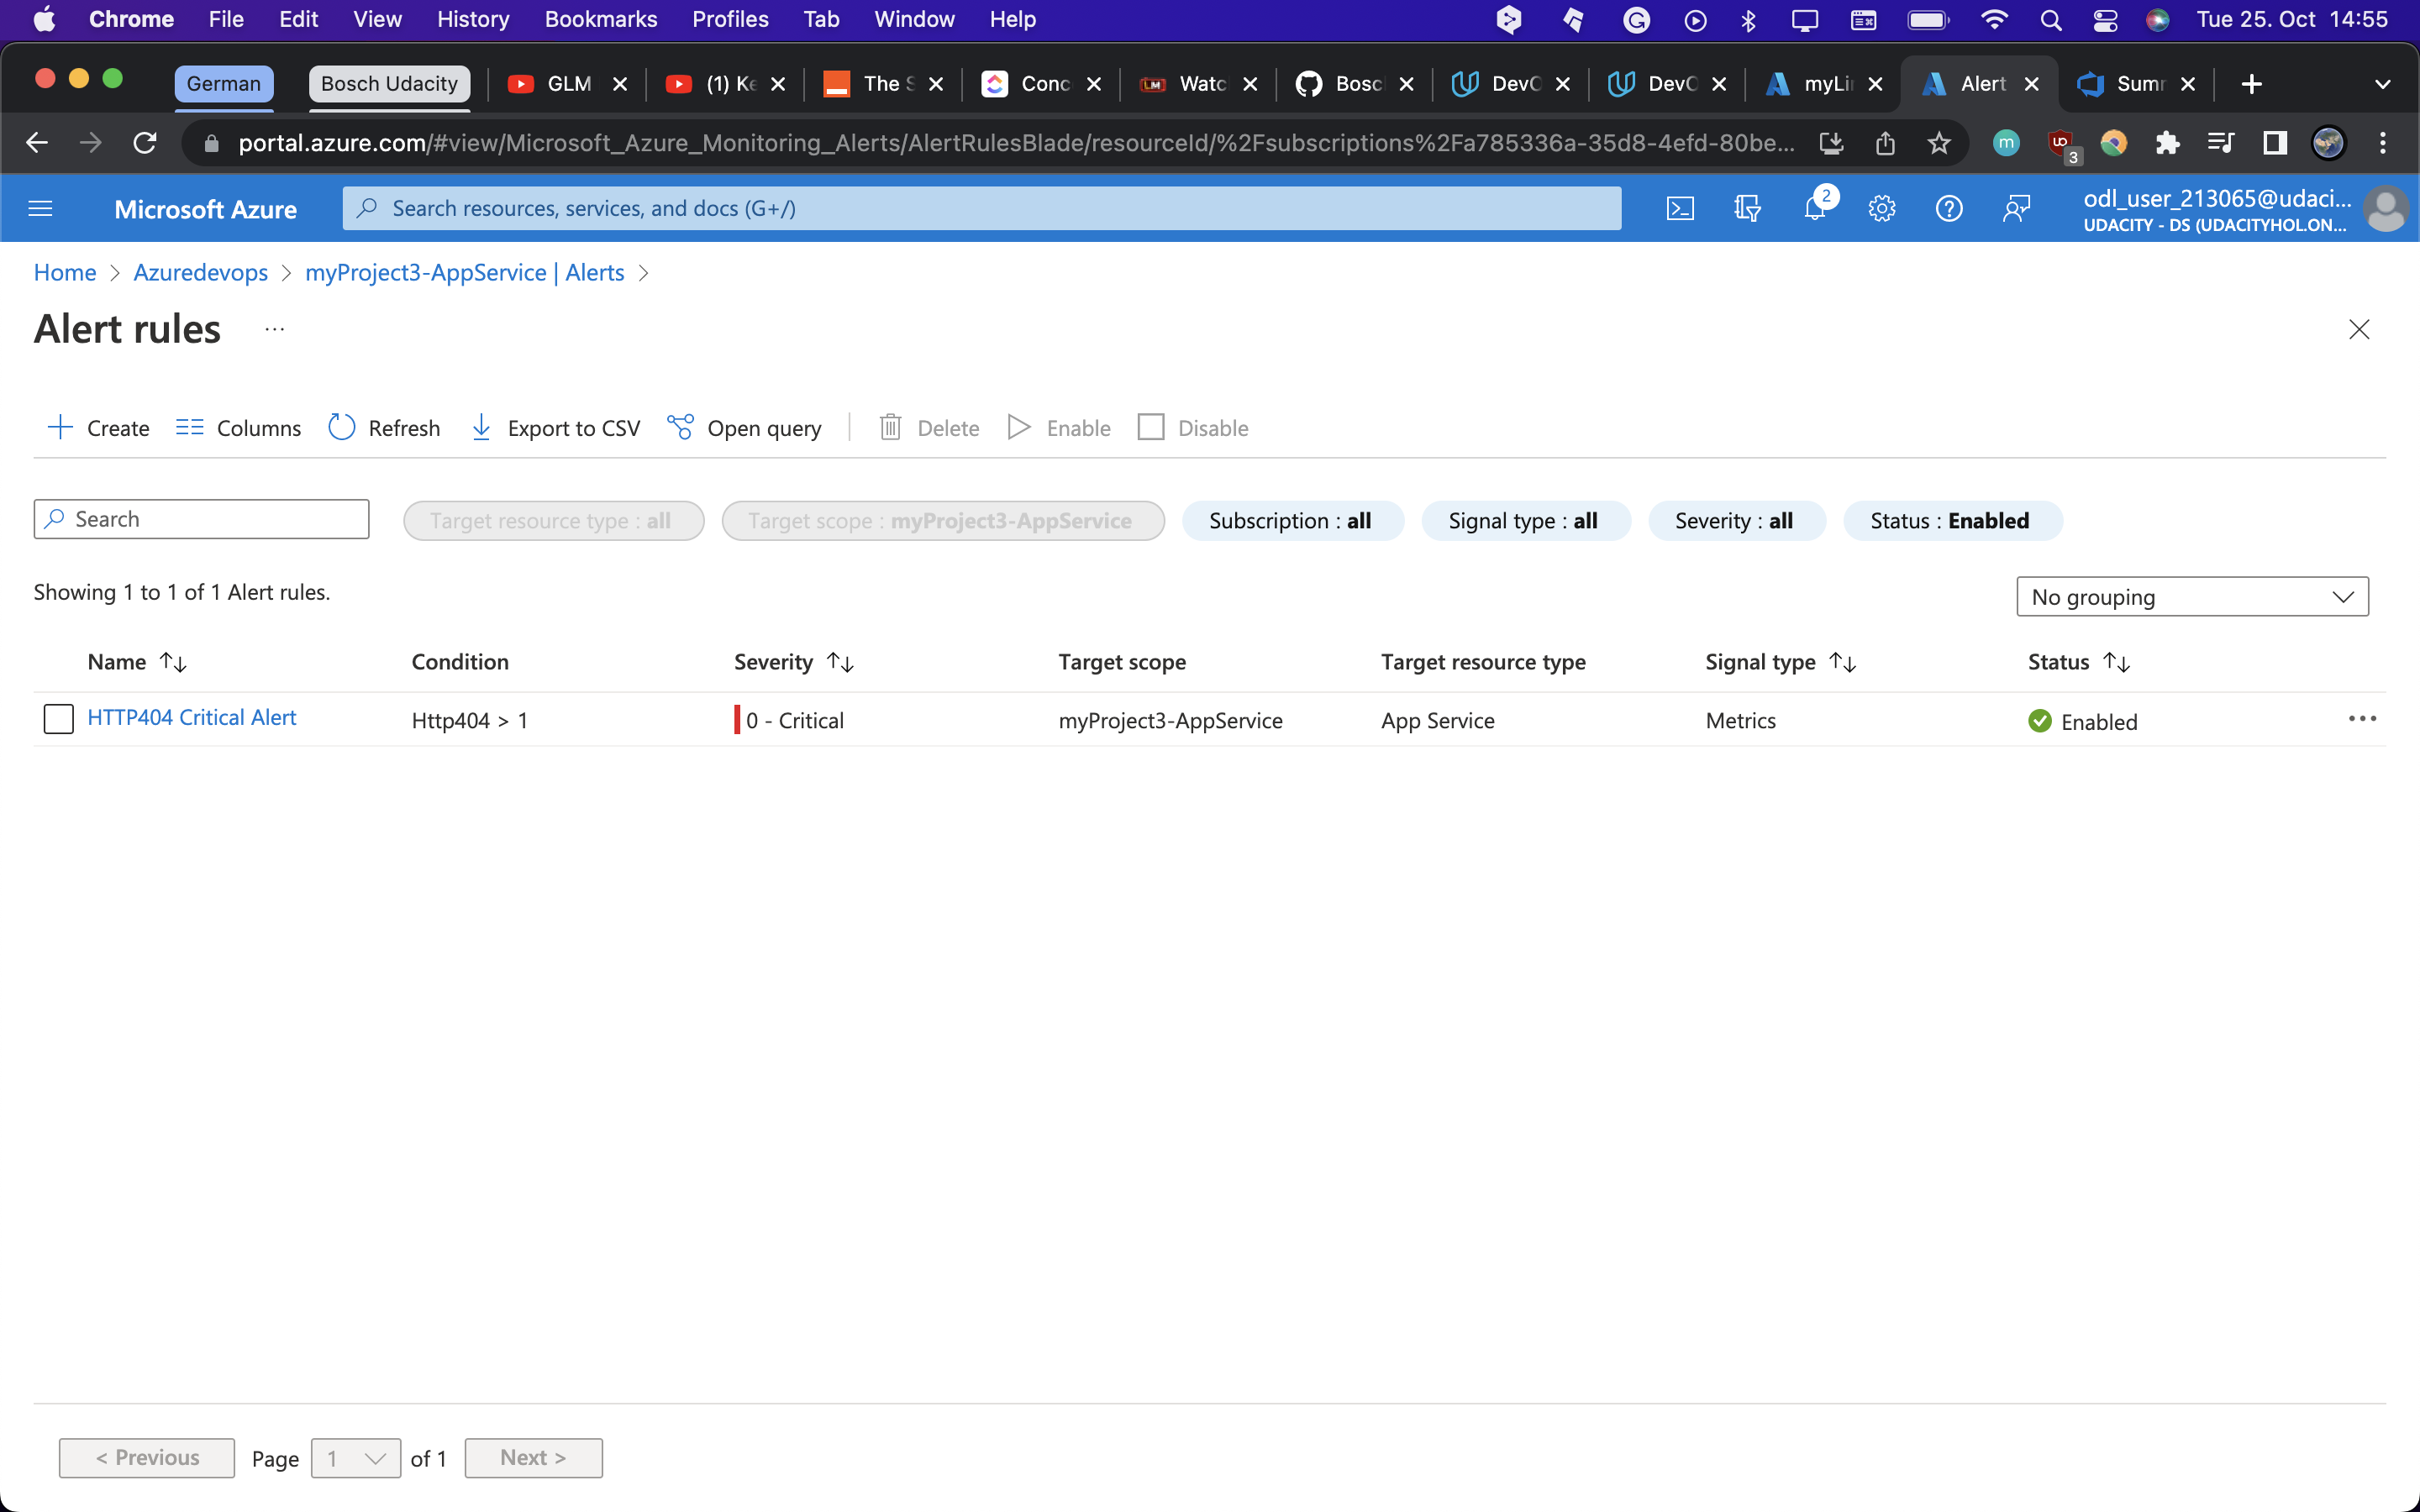 Chrome File Edit View History Bookmarks Profiles Tab Window Help Tue 25. Oct 14:55
German Bosch Udacity GLM (1) Ke The S Conc Watc Bosc DevO DevO myLi Alert Sumr
portal.azure.com/#view/Microsoft_Azure_Monitoring_Alerts/AlertRulesBlade/resourceId/%2Fsubscriptions%2Fa785336a-35d8-4efd-80be... m 3
Microsoft Azure Search resources, services, and docs (G+/) 2 odl_user_213065@udaci...
UDACITY - DS (UDACITYHOL.ON...
Home > Azuredevops > myProject3-AppService | Alerts >
Alert rules ...
Create Columns Refresh Export to CSV Open query Delete Enable Disable
Search Target resource type : all Target scope : myProject3-AppService Subscription : all Signal type : all Severity : all Status : Enabled
Showing 1 to 1 of 1 Alert rules. No grouping
Name Condition Severity Target scope Target resource type Signal type Status
HTTP404 Critical Alert Http404 > 1 0 - Critical myProject3-AppService App Service Metrics Enabled
< Previous Page 1 of 1 Next >